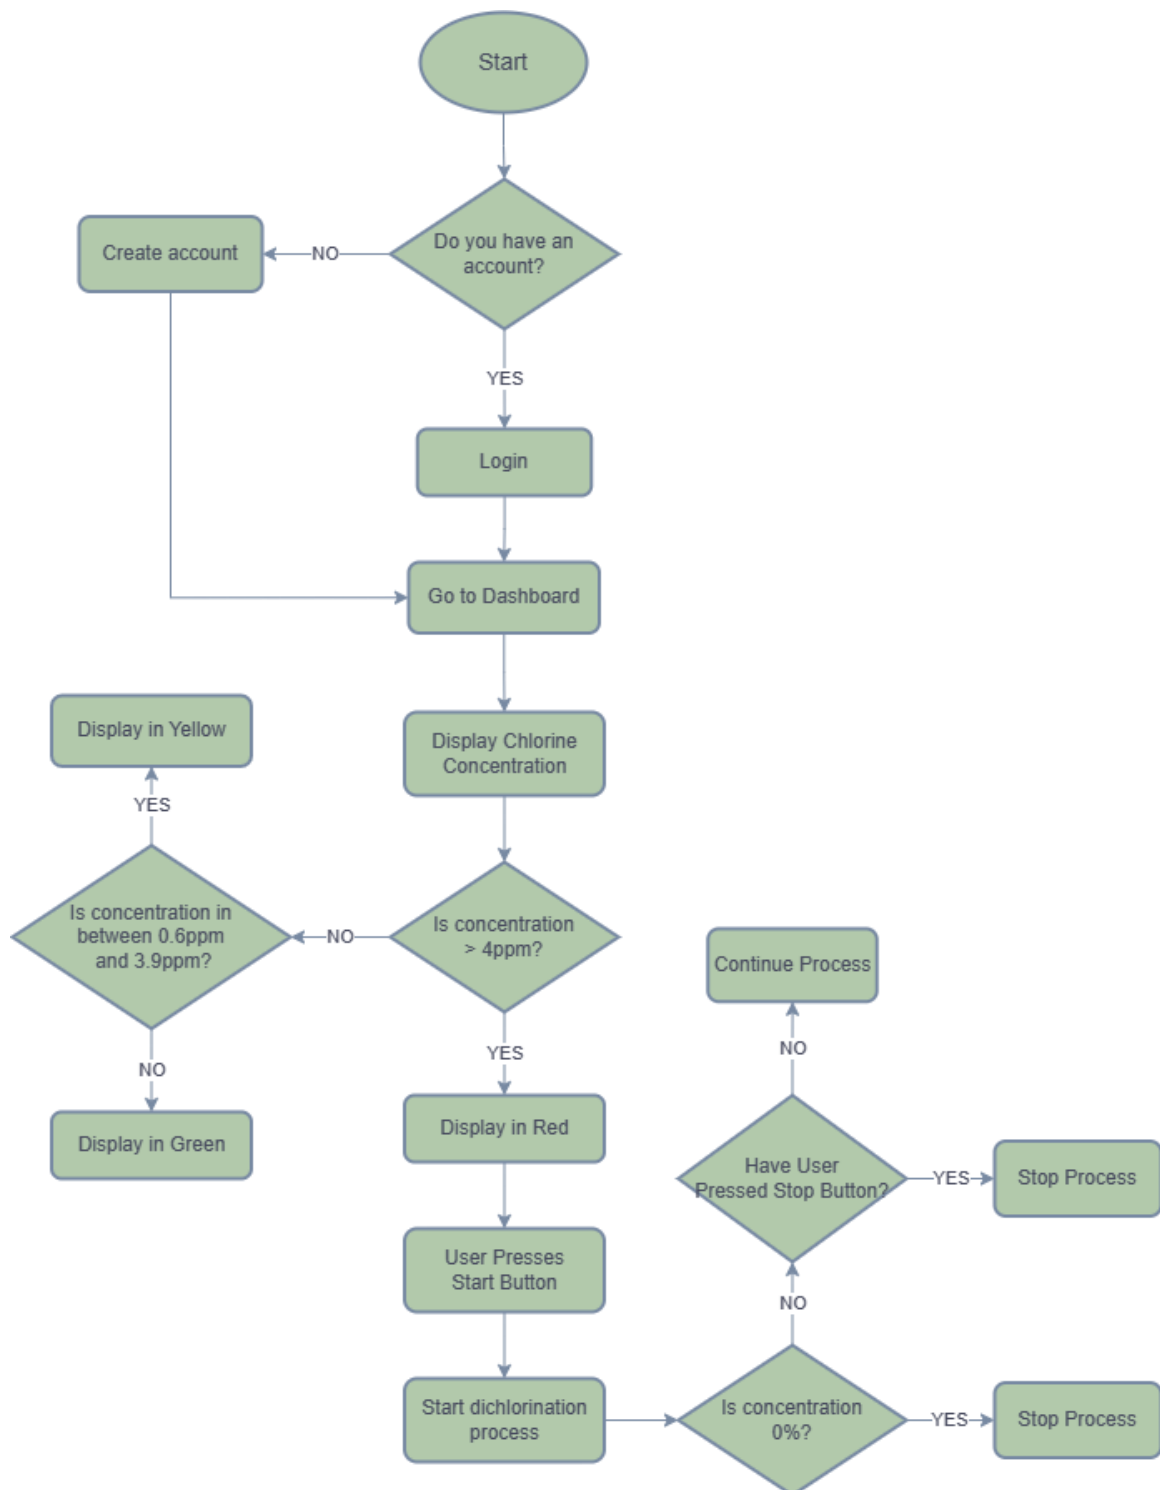 Start
Do you have an
account?
NO
Create account
YES
Login
Go to Dashboard
Display Chlorine
Concentration
Is concentration
> 4ppm?
NO
Is concentration in
between 0.6ppm
and 3.9ppm?
YES
Display in Yellow
NO
Display in Green
YES
Display in Red
User Presses
Start Button
Start dichlorination
process
Is concentration
0%?
YES
Stop Process
NO
Have User
Pressed Stop Button?
YES
Stop Process
NO
Continue Process